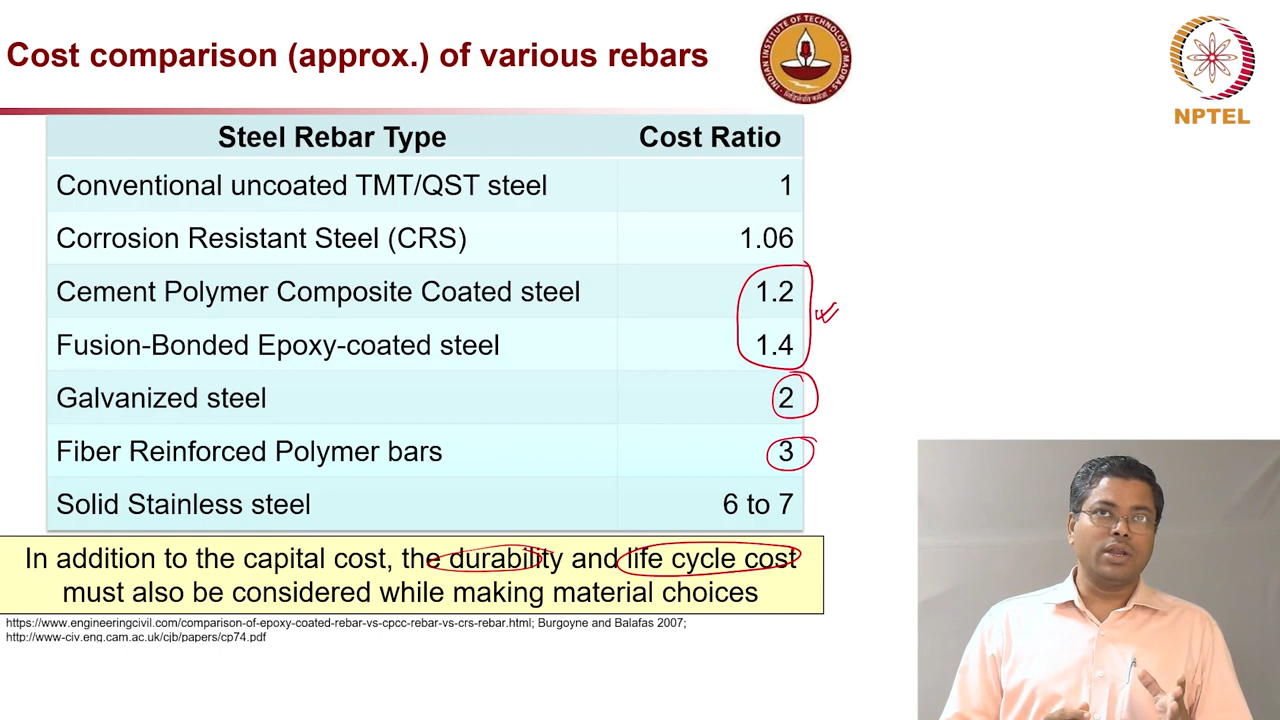 Cost comparison (approx.) of various rebars
INDIAN INSTITUTE OF TECHNOLOGY MADRAS
NPTEL
Steel Rebar Type Cost Ratio
Conventional uncoated TMT/QST steel 1
Corrosion Resistant Steel (CRS) 1.06
Cement Polymer Composite Coated steel 1.2
Fusion-Bonded Epoxy-coated steel 1.4
Galvanized steel 2
Fiber Reinforced Polymer bars 3
Solid Stainless steel 6 to 7
In addition to the capital cost, the durability and life cycle cost
must also be considered while making material choices
https://www.engineeringcivil.com/comparison-of-epoxy-coated-rebar-vs-cpcc-rebar-vs-crs-rebar.html; Burgoyne and Balafas 2007;
http://www-civ.eng.cam.ac.uk/cjb/papers/cp74.pdf